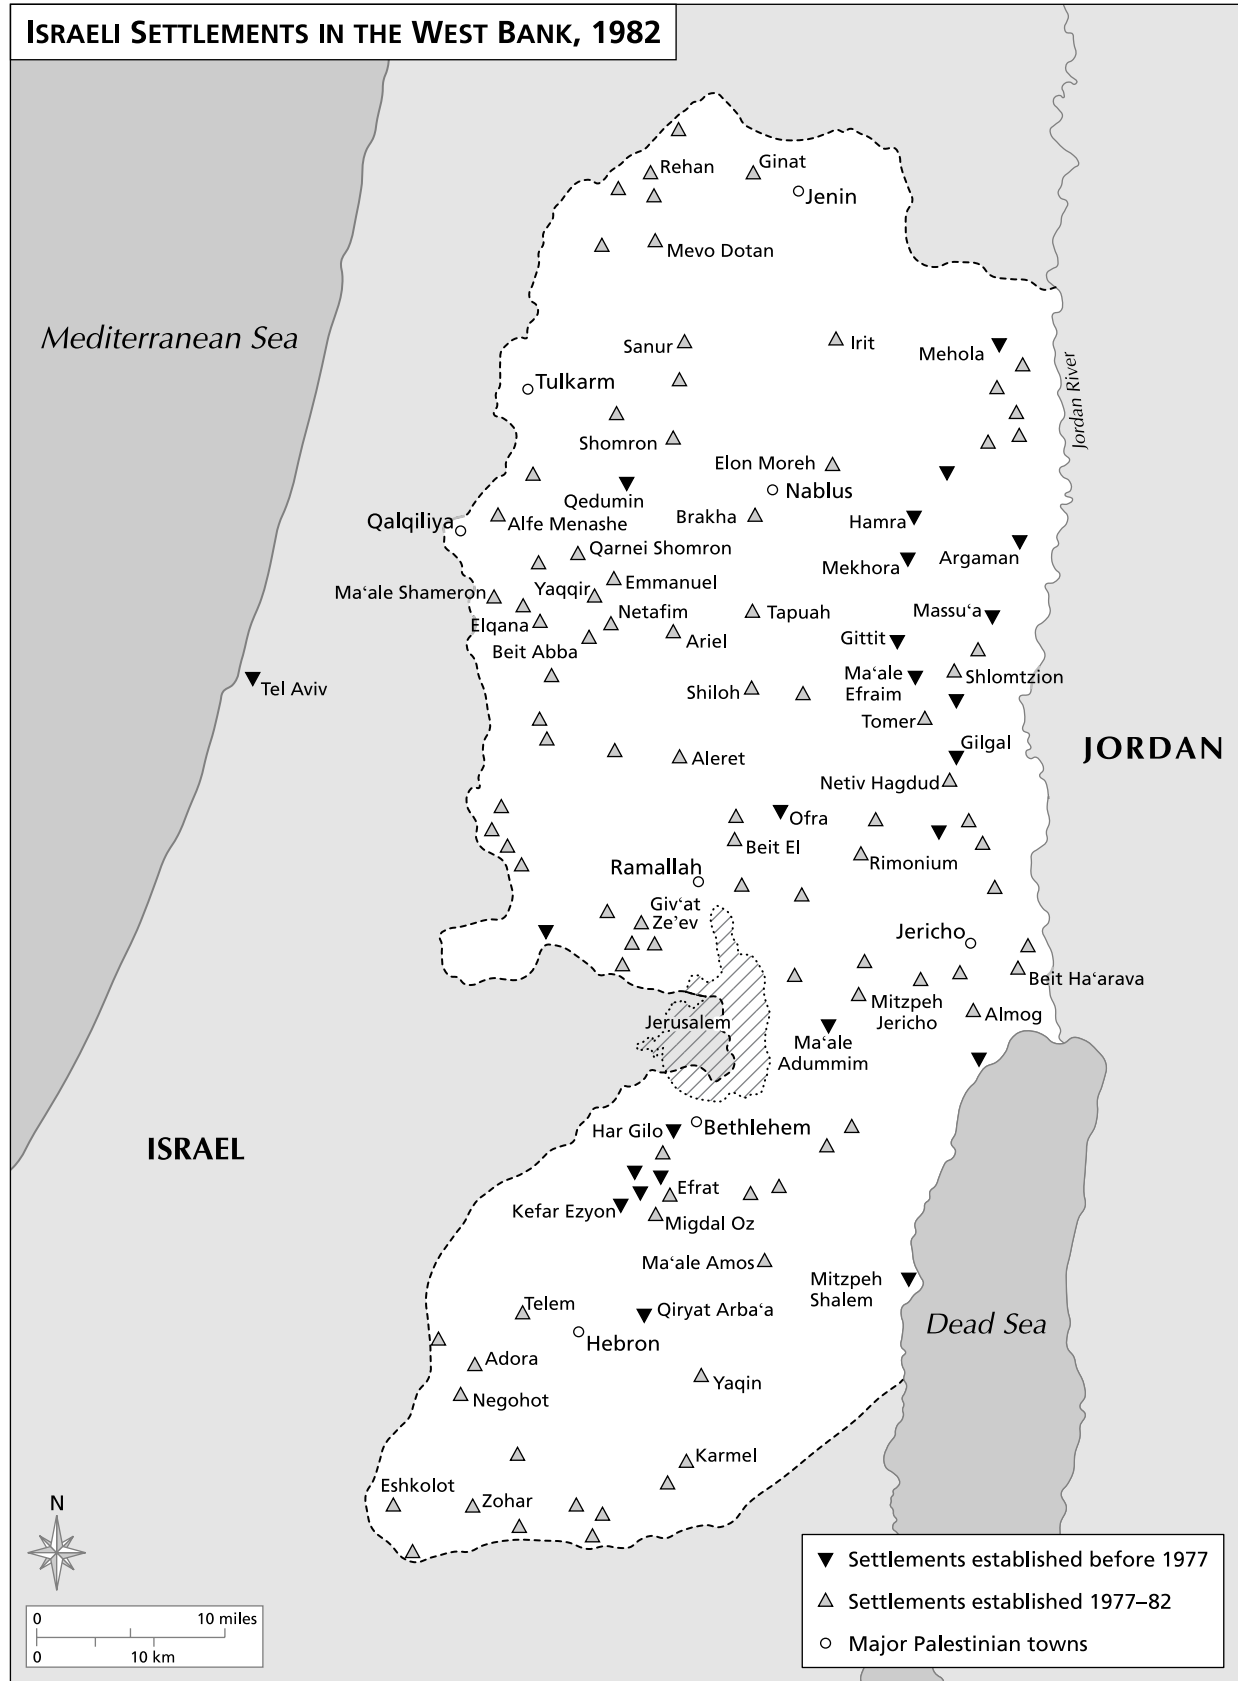 ISRAELI SETTLEMENTS IN THE WEST BANK, 1982
Rehan
Ginat
Jenin
Mevo Dotan
Mediterranean Sea
Sanur
Irit
Mehola
Jordan River
Tulkarm
Shomron
Elon Moreh
Qedumin
Nablus
Qalqiliya
Alfe Menashe
Brakha
Hamra
Qarnei Shomron
Mekhora
Argaman
Ma‘ale Shameron
Yaqqir
Emmanuel
Netafim
Tapuah
Massu‘a
Elqana
Beit Abba
Ariel
Gittit
Tel Aviv
Shiloh
Ma‘ale
Efraim
Shlomtzion
Tomer
Gilgal
JORDAN
Aleret
Netiv Hagdud
Ofra
Beit El
Rimonium
Ramallah
Giv‘at
Ze’ev
Jericho
Beit Ha‘arava
Mitzpeh
Jericho
Almog
Jerusalem
Ma‘ale
Adummim
ISRAEL
Har Gilo
Bethlehem
Efrat
Kefar Ezyon
Migdal Oz
Ma‘ale Amos
Mitzpeh
Shalem
Telem
Qiryat Arba‘a
Dead Sea
Hebron
Adora
Yaqin
Negohot
Karmel
Eshkolot
Zohar
N
0 10 miles
0 10 km
Settlements established before 1977
Settlements established 1977–82
Major Palestinian towns